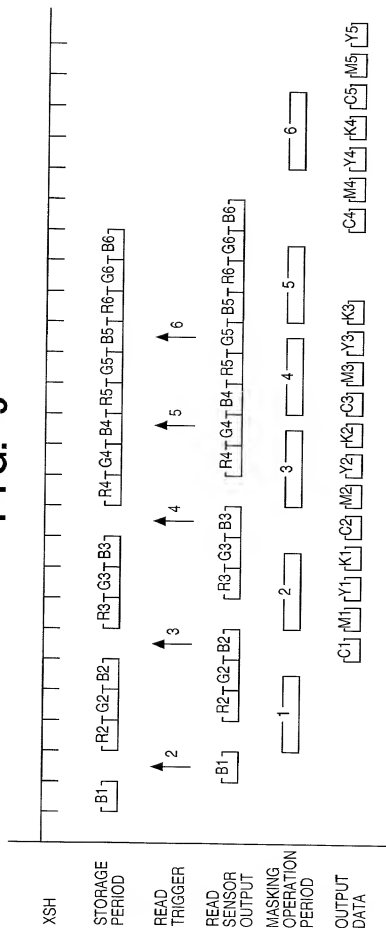 XSH
STORAGE PERIOD
B1 R2 G2 B2 R3 G3 B3 R4 G4 B4 R5 G5 B5 R6 G6 B6
READ TRIGGER
2 3 4 5 6
READ SENSOR OUTPUT
B1 R2 G2 B2 R3 G3 B3 R4 G4 B4 R5 G5 B5 R6 G6 B6
MASKING OPERATION PERIOD
1 2 3 4 5 6
OUTPUT DATA
C1 M1 Y1 K1 C2 M2 Y2 K2 C3 M3 Y3 K3 C4 M4 Y4 K4 C5 M5 Y5